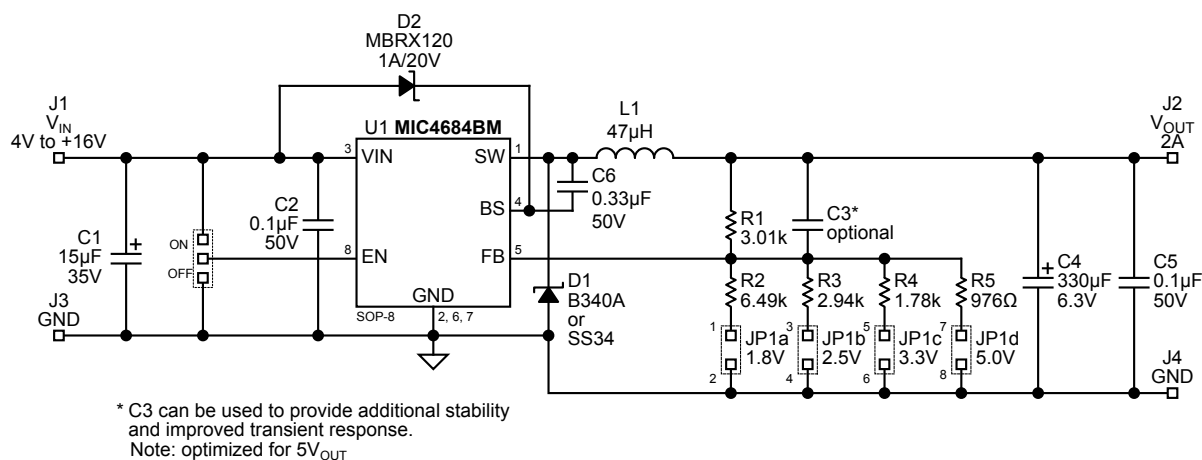 D2
MBRX120
1A/20V
J1
VIN
4V to +16V
U1 MIC4684BM
L1
47µH
J2
VOUT
2A
3
VIN
SW
1
C6
0.33µF
50V
BS
4
C2
0.1µF
50V
R1
3.01k
C3*
optional
C1
15µF
35V
+
ON
OFF
8
EN
FB
5
R2
6.49k
R3
2.94k
R4
1.78k
R5
976Ω
+
C4
330µF
6.3V
C5
0.1µF
50V
D1
B340A
or
SS34
J3
GND
GND
SOP-8
2, 6, 7
1
JP1a
1.8V
2
3
JP1b
2.5V
4
5
JP1c
3.3V
6
7
JP1d
5.0V
8
J4
GND
* C3 can be used to provide additional stability
and improved transient response.
Note: optimized for 5VOUT